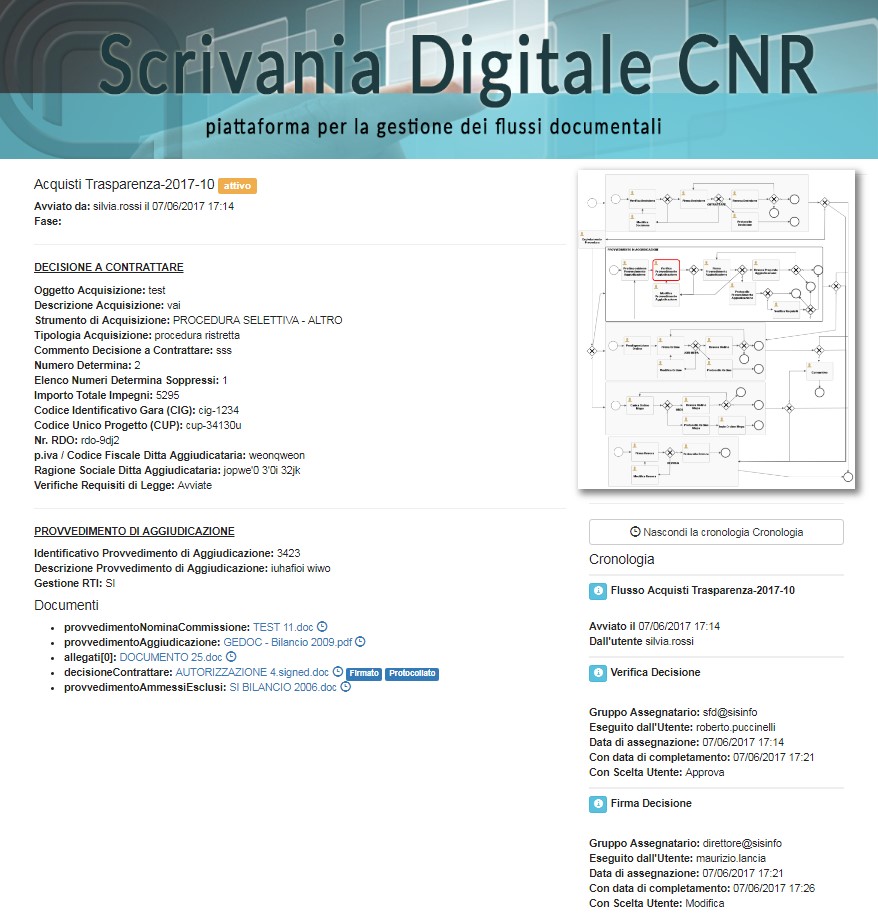 Scrivania Digitale CNR
piattaforma per la gestione dei flussi documentali
Acquisti Trasparenza-2017-10 attivo
Avviato da: silvia.rossi il 07/06/2017 17:14
Fase:
DECISIONE A CONTRATTARE
Oggetto Acquisizione: test
Descrizione Acquisizione: vai
Strumento di Acquisizione: PROCEDURA SELETTIVA - ALTRO
Tipologia Acquisizione: procedura ristretta
Commento Decisione a Contrattare: sss
Numero Determina: 2
Elenco Numeri Determina Soppressi: 1
Importo Totale Impegni: 5295
Codice Identificativo Gara (CIG): cig-1234
Codice Unico Progetto (CUP): cup-34130u
Nr. RDO: rdo-9dj2
p.iva / Codice Fiscale Ditta Aggiudicataria: weonqweon
Ragione Sociale Ditta Aggiudicataria: jopwe'0 3'0i 32jk
Verifiche Requisiti di Legge: Avviate
PROVVEDIMENTO DI AGGIUDICAZIONE
Identificativo Provvedimento di Aggiudicazione: 3423
Descrizione Provvedimento di Aggiudicazione: iuhafioi wiwo
Gestione RTI: SI
Documenti
provvedimentoNominaCommissione: TEST 11.doc
provvedimentoAggiudicazione: GEDOC - Bilancio 2009.pdf
allegati[0]: DOCUMENTO 25.doc
decisioneContrattare: AUTORIZZAZIONE 4.signed.doc Firmato Protocollato
provvedimentoAmmessiEsclusi: SI BILANCIO 2006.doc
Nascondi la cronologia Cronologia
Cronologia
Flusso Acquisti Trasparenza-2017-10
Avviato il 07/06/2017 17:14
Dall'utente silvia.rossi
Verifica Decisione
Gruppo Assegnatario: sfd@sisinfo
Eseguito dall'Utente: roberto.puccinelli
Data di assegnazione: 07/06/2017 17:14
Con data di completamento: 07/06/2017 17:21
Con Scelta Utente: Approva
Firma Decisione
Gruppo Assegnatario: direttore@sisinfo
Eseguito dall'Utente: maurizio.lancia
Data di assegnazione: 07/06/2017 17:21
Con data di completamento: 07/06/2017 17:26
Con Scelta Utente: Modifica